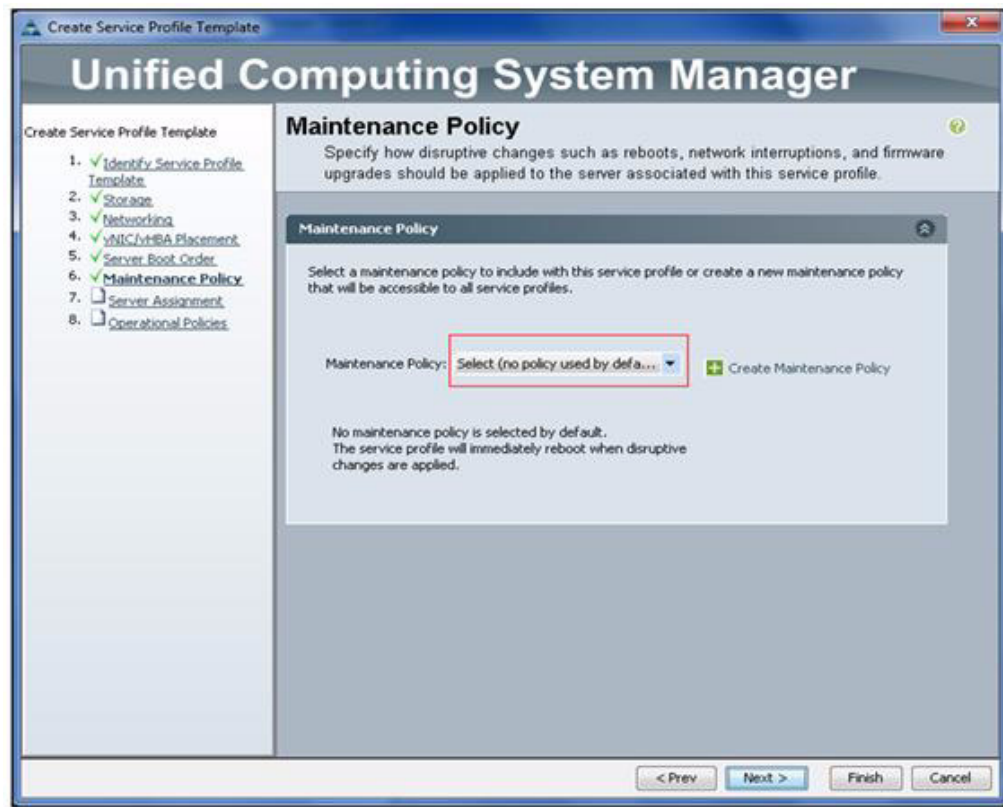 Create Service Profile Template
Unified Computing System Manager
Create Service Profile Template
1. Identify Service Profile
Template
2. Storage
3. Networking
4. vNIC/vHBA Placement
5. Server Boot Order
6. Maintenance Policy
7. Server Assignment
8. Operational Policies
Maintenance Policy
Specify how disruptive changes such as reboots, network interruptions, and firmware
upgrades should be applied to the server associated with this service profile.
Maintenance Policy
Select a maintenance policy to include with this service profile or create a new maintenance policy
that will be accessible to all service profiles.
Maintenance Policy: Select (no policy used by defa... Create Maintenance Policy
No maintenance policy is selected by default.
The service profile will immediately reboot when disruptive
changes are applied.
< Prev Next > Finish Cancel